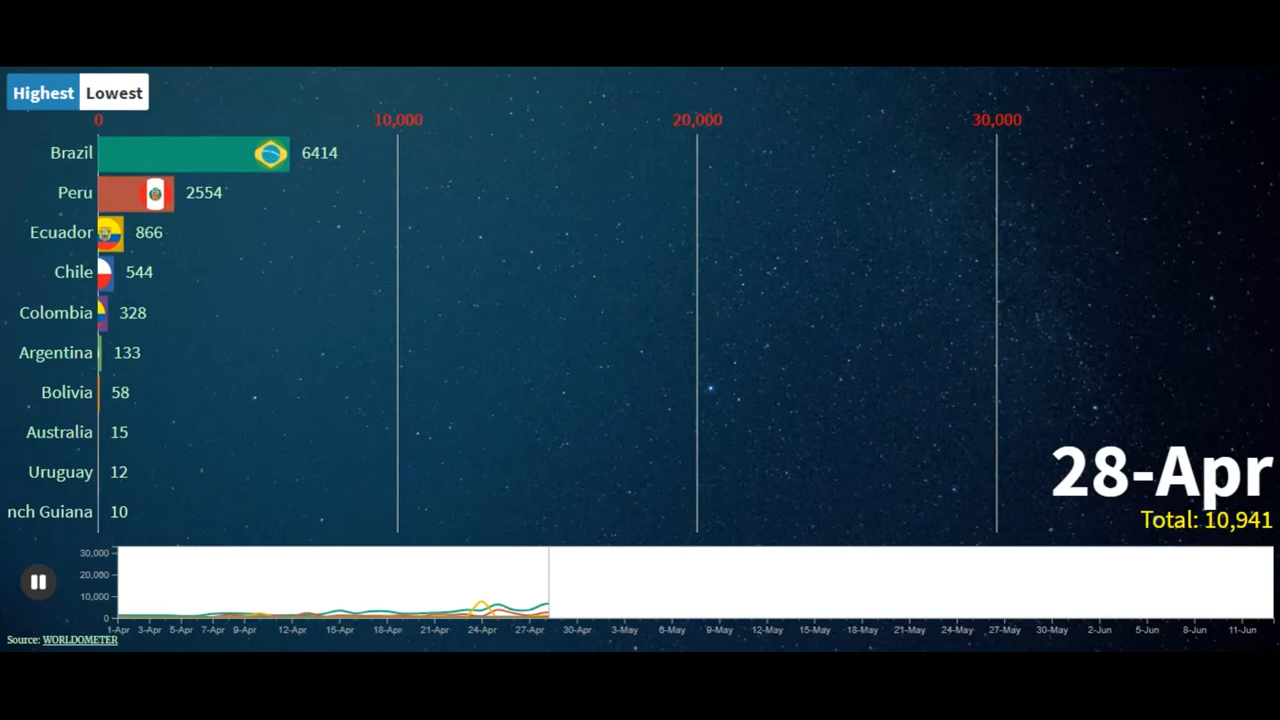 Highest Lowest
0 10,000 20,000 30,000
Brazil 6414
Peru 2554
Ecuador 866
Chile 544
Colombia 328
Argentina 133
Bolivia 58
Australia 15
Uruguay 12
nch Guiana 10
28-Apr
Total: 10,941
30,000
20,000
10,000
0
1-Apr 3-Apr 5-Apr 7-Apr 9-Apr 12-Apr 15-Apr 18-Apr 21-Apr 24-Apr 27-Apr 30-Apr 3-May 6-May 9-May 12-May 15-May 18-May 21-May 24-May 27-May 30-May 2-Jun 5-Jun 8-Jun 11-Jun
Source: WORLDOMETER